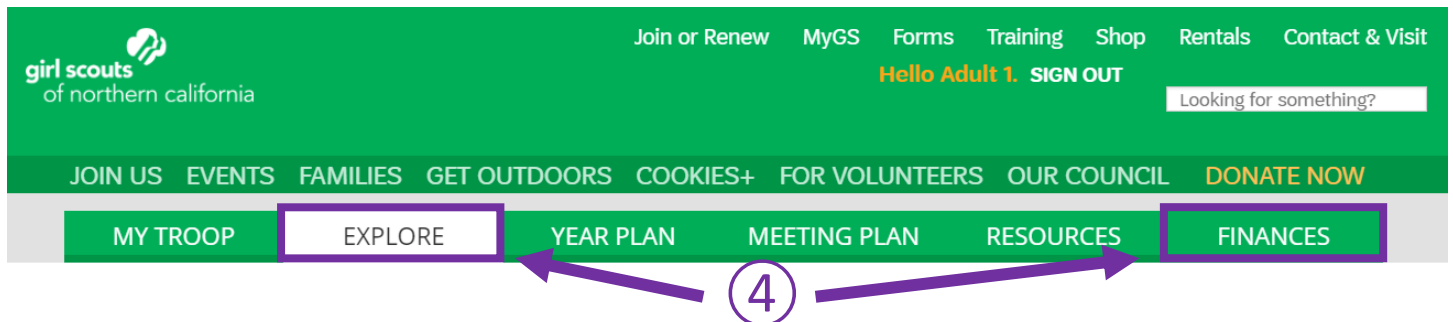 Join or Renew MyGS Forms Training Shop Rentals Contact & Visit
girl scouts
of northern california
Hello Adult 1. SIGN OUT
Looking for something?
JOIN US EVENTS FAMILIES GET OUTDOORS COOKIES+ FOR VOLUNTEERS OUR COUNCIL DONATE NOW
MY TROOP EXPLORE YEAR PLAN MEETING PLAN RESOURCES FINANCES
④